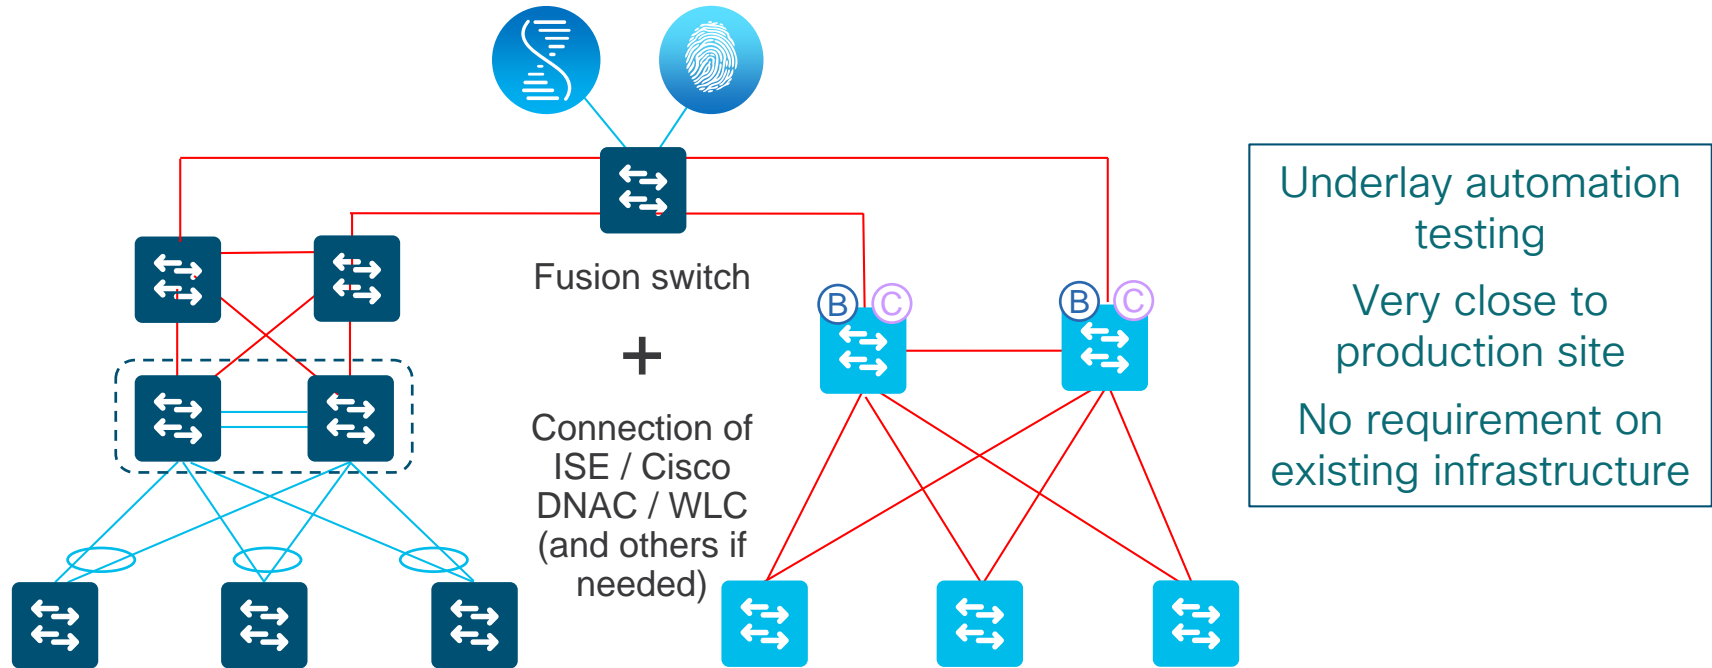 Fusion switch
+
Connection of
ISE / Cisco
DNAC / WLC
(and others if
needed)
B
C
B
C
Underlay automation
testing
Very close to
production site
No requirement on
existing infrastructure